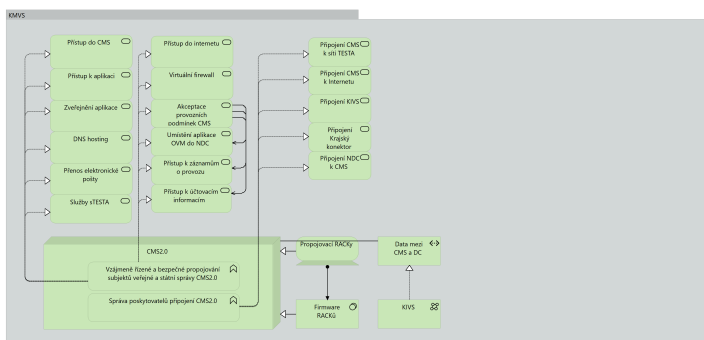 KMVS
Přístup do CMS
Přístup k aplikaci
Zveřejnění aplikace
DNS hosting
Přenos elektronické
pošty
Služby sTESTA
Přístup do internetu
Virtuální firewall
Akceptace
provozních
podmínek CMS
Umístění aplikace
OVM do NDC
Přístup k záznamům
o provozu
Přístup k účtovacím
informacím
Připojení CMS
k síti TESTA
Připojení CMS
k Internetu
Připojení KIVS
Připojení
Krajský
konektor
Připojení NDC
k CMS
CMS2.0
Vzájemné řízené a bezpečné propojování
subjektů veřejné a státní správy CMS2.0
Správa poskytovatelů připojení CMS2.0
Propojovací RACKy
Firmware
RACKů
Data mezi
CMS a DC
KIVS